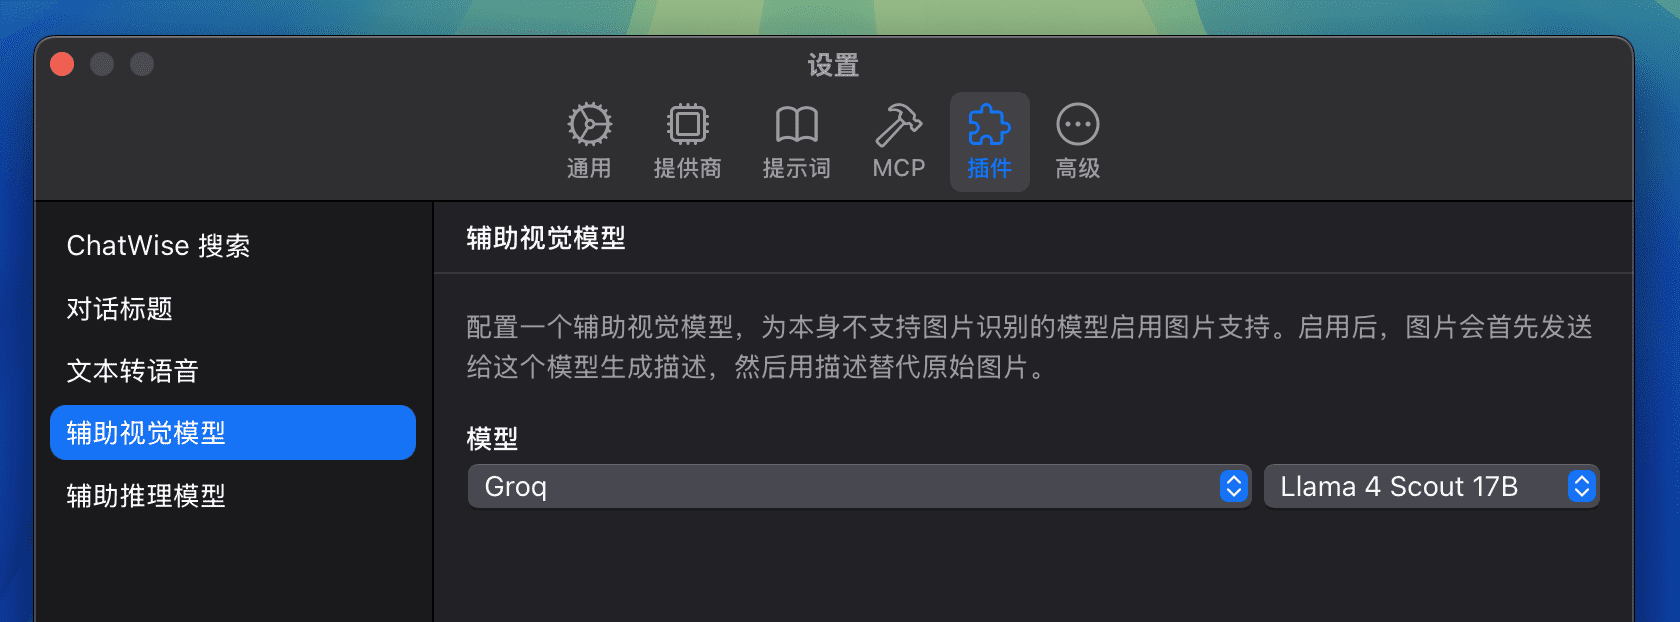 设置
通用
提供商
提示词
MCP
插件
高级
ChatWise 搜索
对话标题
文本转语音
辅助视觉模型
辅助推理模型
辅助视觉模型
配置一个辅助视觉模型，为本身不支持图片识别的模型启用图片支持。启用后，图片会首先发送
给这个模型生成描述，然后用描述替代原始图片。
模型
Groq
Llama 4 Scout 17B